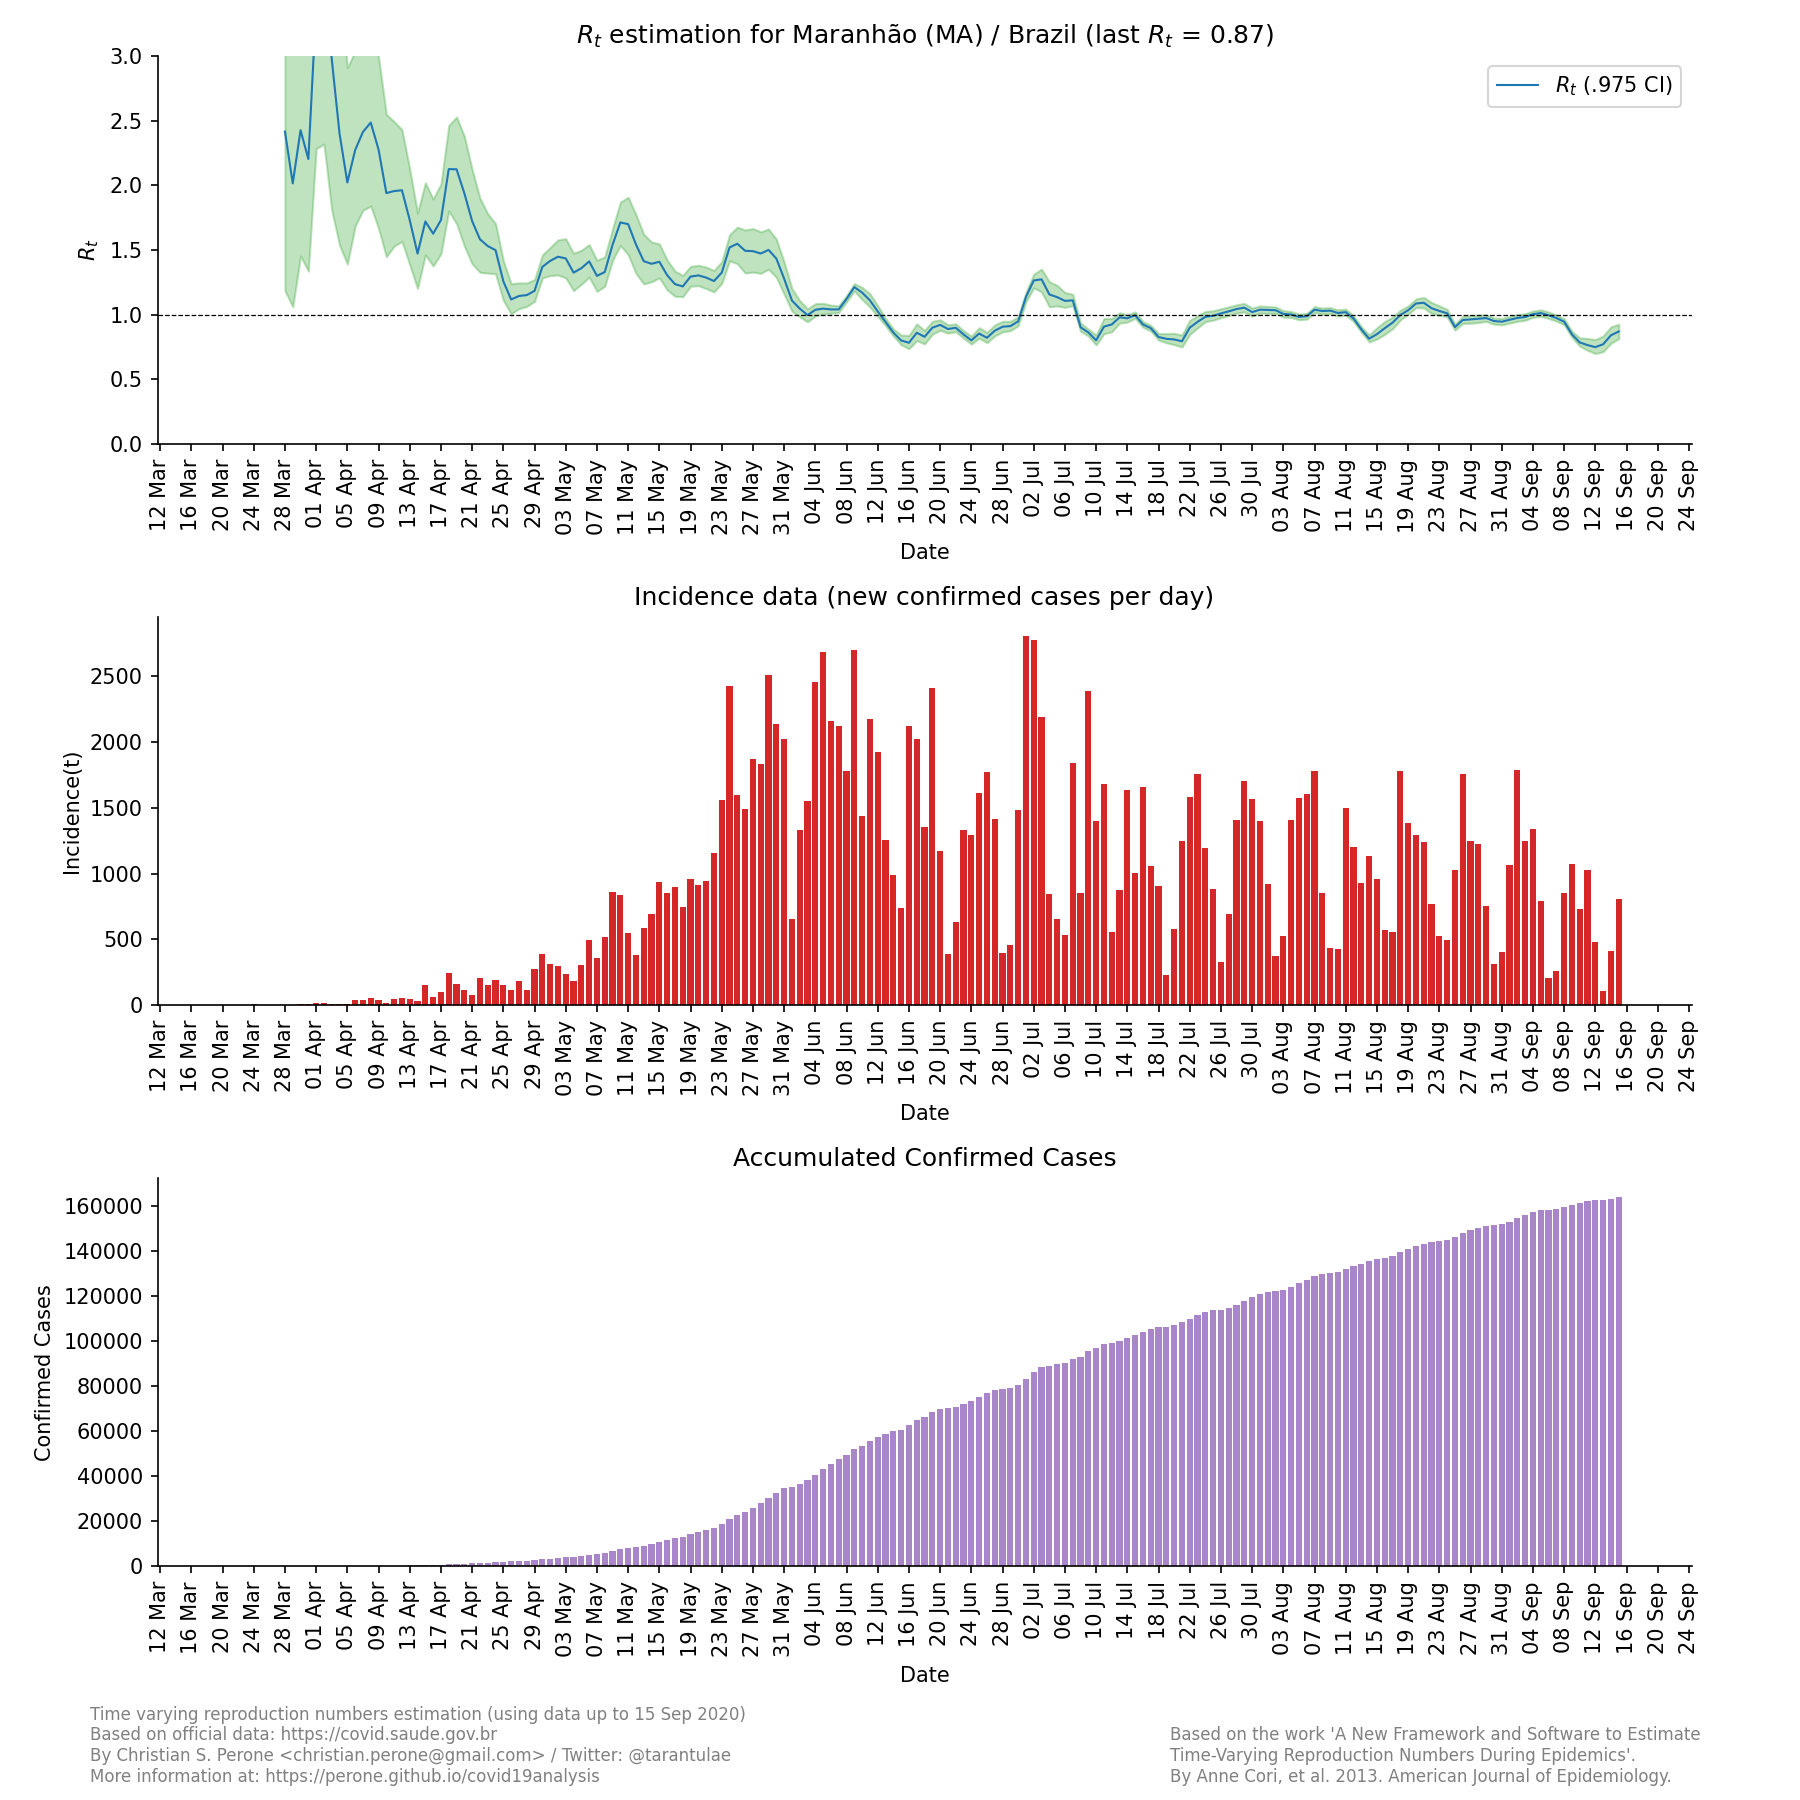 R_t estimation for Maranhão (MA) / Brazil (last R_t = 0.87)
3.0
2.5
2.0
1.5
1.0
0.5
0.0
R_t
R_t (.975 CI)
12 Mar 16 Mar 20 Mar 24 Mar 28 Mar 01 Apr 05 Apr 09 Apr 13 Apr 17 Apr 21 Apr 25 Apr 29 Apr 03 May 07 May 11 May 15 May 19 May 23 May 27 May 31 May 04 Jun 08 Jun 12 Jun 16 Jun 20 Jun 24 Jun 28 Jun 02 Jul 06 Jul 10 Jul 14 Jul 18 Jul 22 Jul 26 Jul 30 Jul 03 Aug 07 Aug 11 Aug 15 Aug 19 Aug 23 Aug 27 Aug 31 Aug 04 Sep 08 Sep 12 Sep 16 Sep 20 Sep 24 Sep
Date
Incidence data (new confirmed cases per day)
2500
2000
1500
1000
500
0
Incidence(t)
12 Mar 16 Mar 20 Mar 24 Mar 28 Mar 01 Apr 05 Apr 09 Apr 13 Apr 17 Apr 21 Apr 25 Apr 29 Apr 03 May 07 May 11 May 15 May 19 May 23 May 27 May 31 May 04 Jun 08 Jun 12 Jun 16 Jun 20 Jun 24 Jun 28 Jun 02 Jul 06 Jul 10 Jul 14 Jul 18 Jul 22 Jul 26 Jul 30 Jul 03 Aug 07 Aug 11 Aug 15 Aug 19 Aug 23 Aug 27 Aug 31 Aug 04 Sep 08 Sep 12 Sep 16 Sep 20 Sep 24 Sep
Date
Accumulated Confirmed Cases
160000
140000
120000
100000
80000
60000
40000
20000
0
Confirmed Cases
12 Mar 16 Mar 20 Mar 24 Mar 28 Mar 01 Apr 05 Apr 09 Apr 13 Apr 17 Apr 21 Apr 25 Apr 29 Apr 03 May 07 May 11 May 15 May 19 May 23 May 27 May 31 May 04 Jun 08 Jun 12 Jun 16 Jun 20 Jun 24 Jun 28 Jun 02 Jul 06 Jul 10 Jul 14 Jul 18 Jul 22 Jul 26 Jul 30 Jul 03 Aug 07 Aug 11 Aug 15 Aug 19 Aug 23 Aug 27 Aug 31 Aug 04 Sep 08 Sep 12 Sep 16 Sep 20 Sep 24 Sep
Date
Time varying reproduction numbers estimation (using data up to 15 Sep 2020)
Based on official data: https://covid.saude.gov.br
By Christian S. Perone <christian.perone@gmail.com> / Twitter: @tarantulae
More information at: https://perone.github.io/covid19analysis
Based on the work 'A New Framework and Software to Estimate
Time-Varying Reproduction Numbers During Epidemics'.
By Anne Cori, et al. 2013. American Journal of Epidemiology.